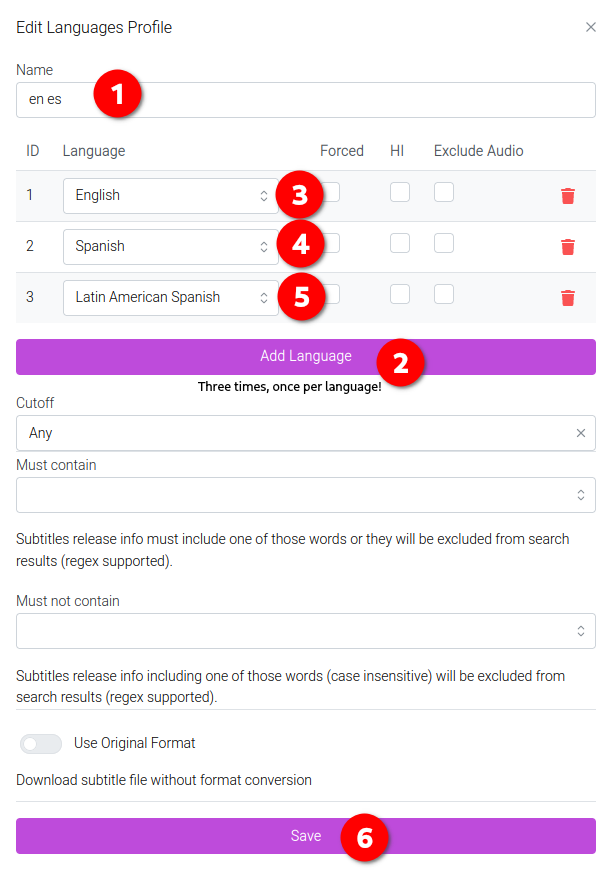 Edit Languages Profile
Name
en es 1
ID Language Forced HI Exclude Audio
1 English 3
2 Spanish 4
3 Latin American Spanish 5
Add Language 2
Three times, once per language!
Cutoff
Any
Must contain
Subtitles release info must include one of those words or they will be excluded from search
results (regex supported).
Must not contain
Subtitles release info including one of those words (case insensitive) will be excluded from
search results (regex supported).
Use Original Format
Download subtitle file without format conversion
Save 6